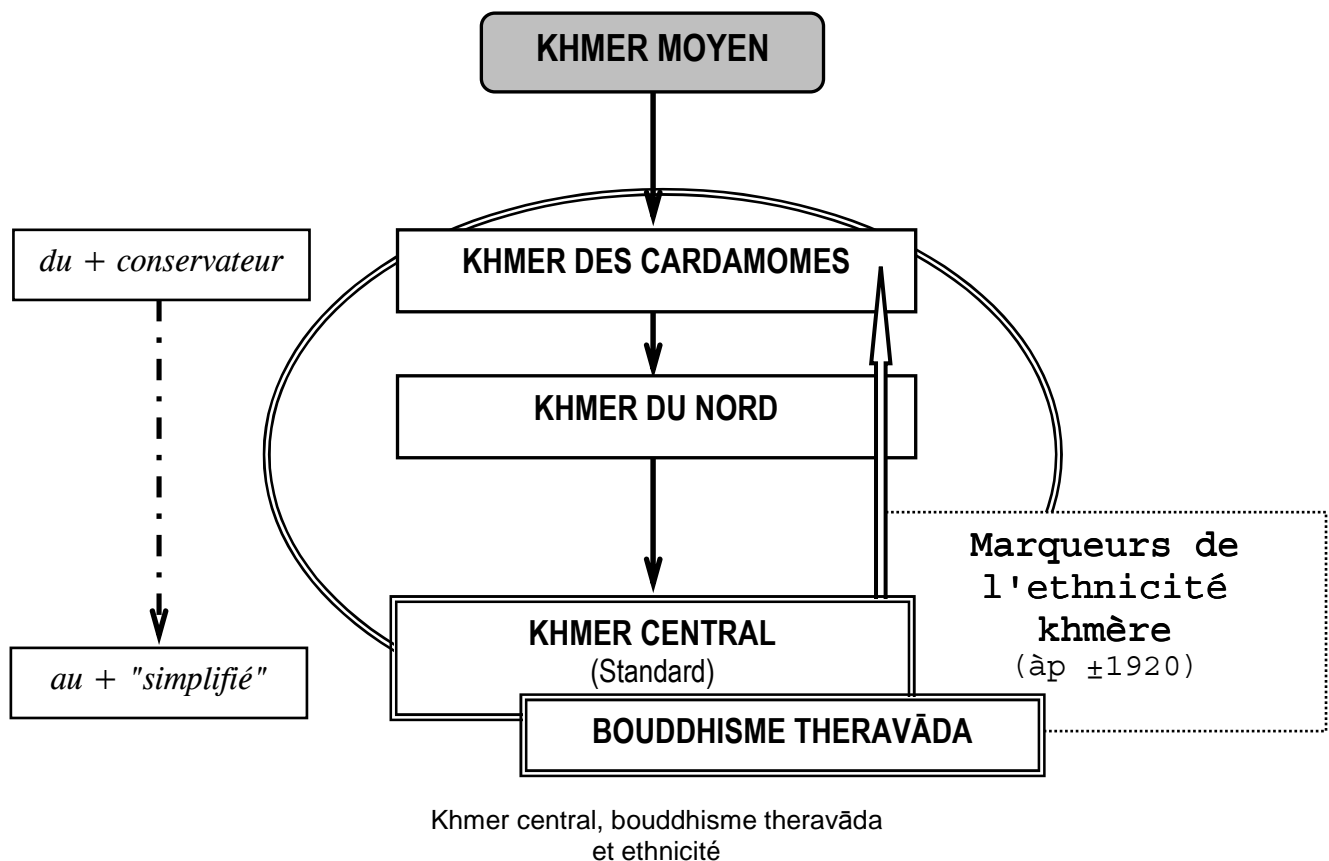 KHMER MOYEN
du + conservateur
KHMER DES CARDAMOMES
KHMER DU NORD
Marqueurs de
l'ethnicité
khmère
(àp ±1920)
KHMER CENTRAL
(Standard)
au + "simplifié"
BOUDDHISME THERAVĀDA
Khmer central, bouddhisme theravāda
et ethnicité